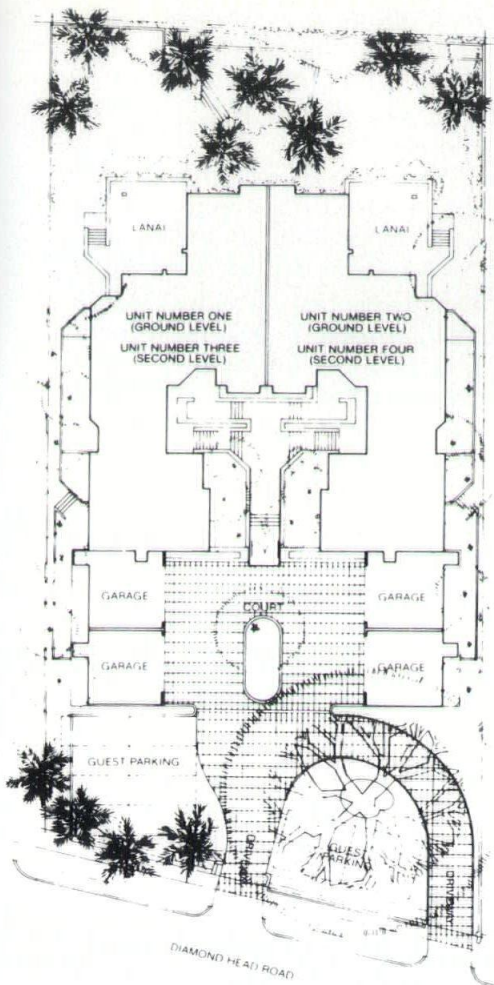 LANAI
LANAI
UNIT NUMBER ONE
(GROUND LEVEL)
UNIT NUMBER THREE
(SECOND LEVEL)
UNIT NUMBER TWO
(GROUND LEVEL)
UNIT NUMBER FOUR
(SECOND LEVEL)
GARAGE
COURT
GARAGE
GARAGE
GARAGE
GUEST PARKING
GUEST
PARKING
DRIVEWAY
DRIVEWAY
DIAMOND HEAD ROAD